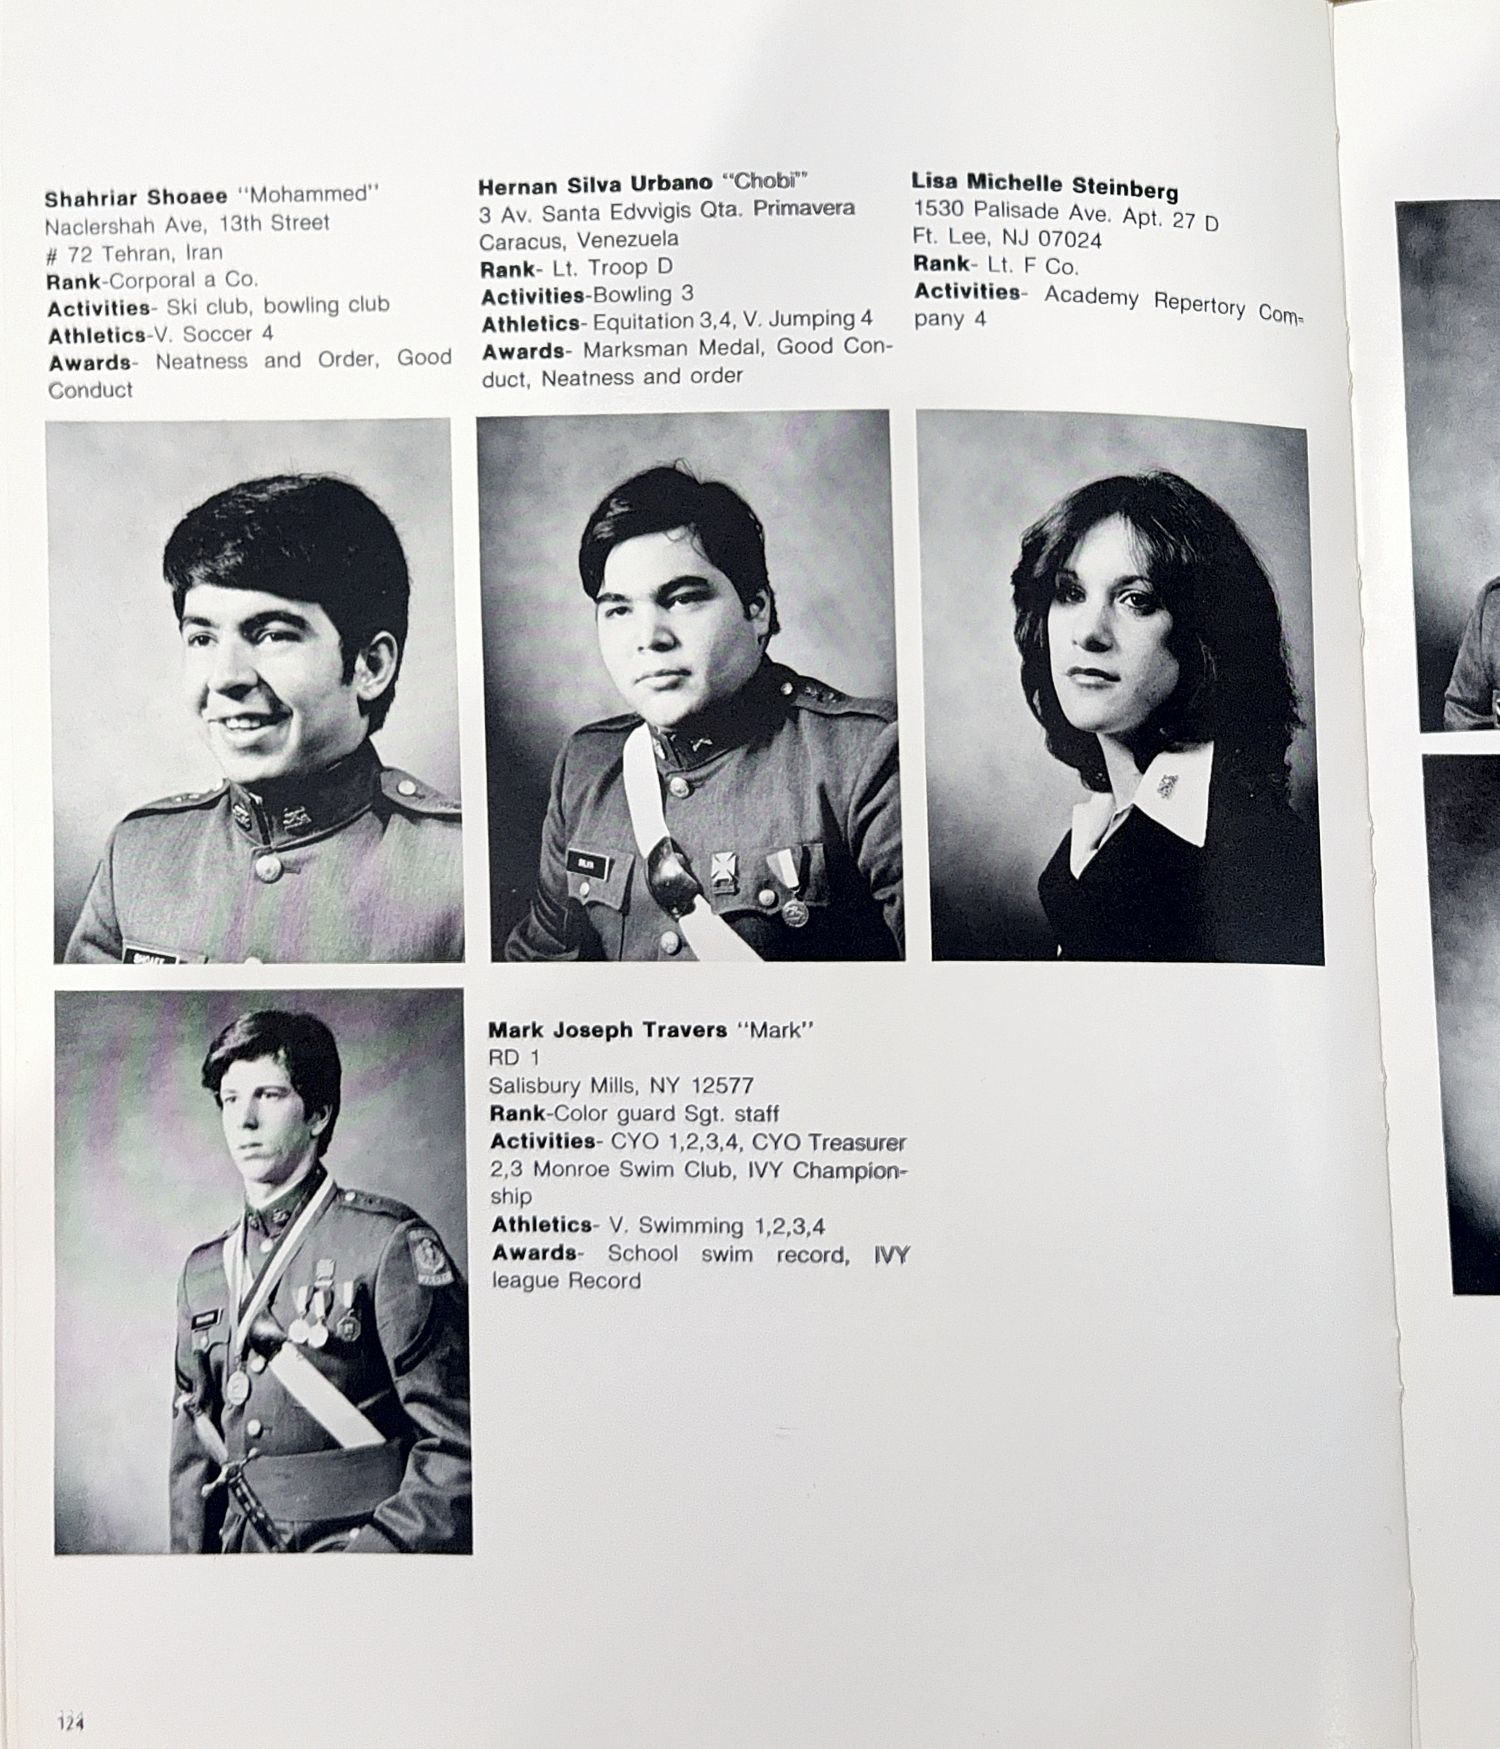 Shahriar Shoaee "Mohammed"
Naclershah Ave, 13th Street
# 72 Tehran, Iran
Rank-Corporal a Co.
Activities- Ski club, bowling club
Athletics-V. Soccer 4
Awards- Neatness and Order, Good
Conduct
Hernan Silva Urbano "Chobi"
3 Av. Santa Edvvigis Qta. Primavera
Caracus, Venezuela
Rank- Lt. Troop D
Activities-Bowling 3
Athletics- Equitation 3,4, V. Jumping 4
Awards- Marksman Medal, Good Con-
duct, Neatness and order
Lisa Michelle Steinberg
1530 Palisade Ave. Apt. 27 D
Ft. Lee, NJ 07024
Rank- Lt. F Co.
Activities- Academy Repertory Com-
pany 4
SHOAEE
SILVA
Mark Joseph Travers "Mark"
RD 1
Salisbury Mills, NY 12577
Rank-Color guard Sgt. staff
Activities- CYO 1,2,3,4, CYO Treasurer
2,3 Monroe Swim Club, IVY Champion-
ship
Athletics- V. Swimming 1,2,3,4
Awards- School swim record, IVY
league Record
124